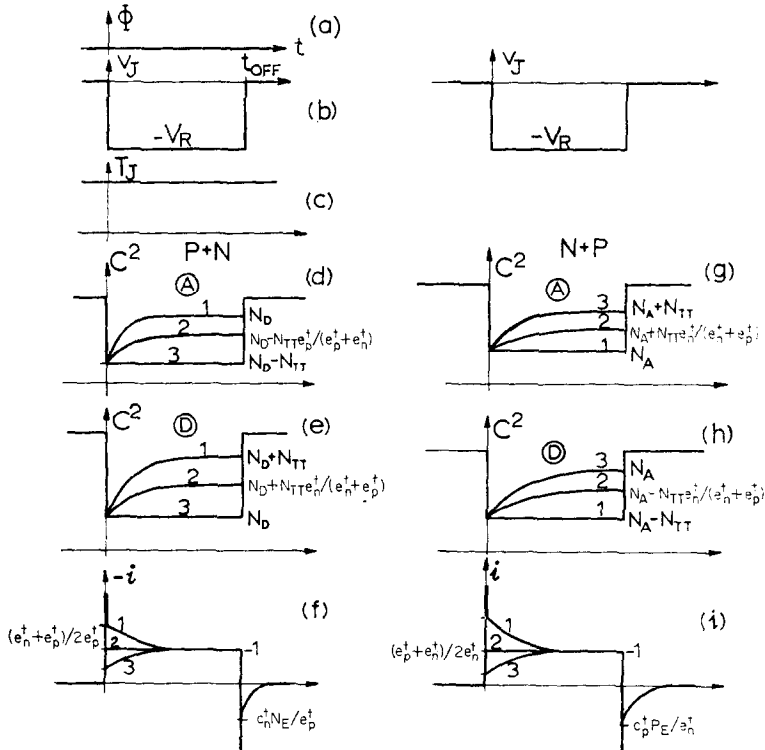 Φ
(a)
t
V_J
t_OFF
V_J
(b)
-V_R
-V_R
T_J
(c)
P+N
N+P
C²
(d)
Ⓐ
1
N_D
2
N_D-N_TT e_p^t/(e_p^t+e_n^t)
3
N_D-N_TT
C²
(g)
Ⓐ
3
N_A+N_TT
2
N_A+N_TT e_n^t/(e_n^t+e_p^t)
1
N_A
C²
(e)
Ⓓ
1
N_D+N_TT
2
N_D+N_TT e_n^t/(e_n^t+e_p^t)
3
N_D
C²
(h)
Ⓓ
3
N_A
2
N_A-N_TT e_n^t/(e_n^t+e_p^t)
1
N_A-N_TT
-i
(f)
1
(e_n^t+e_p^t)/2e_p^t
2
-1
3
c_n^t N_E/e_p^t
i
(i)
1
(e_p^t+e_n^t)/2e_n^t
2
-1
3
c_p^t P_E/e_n^t